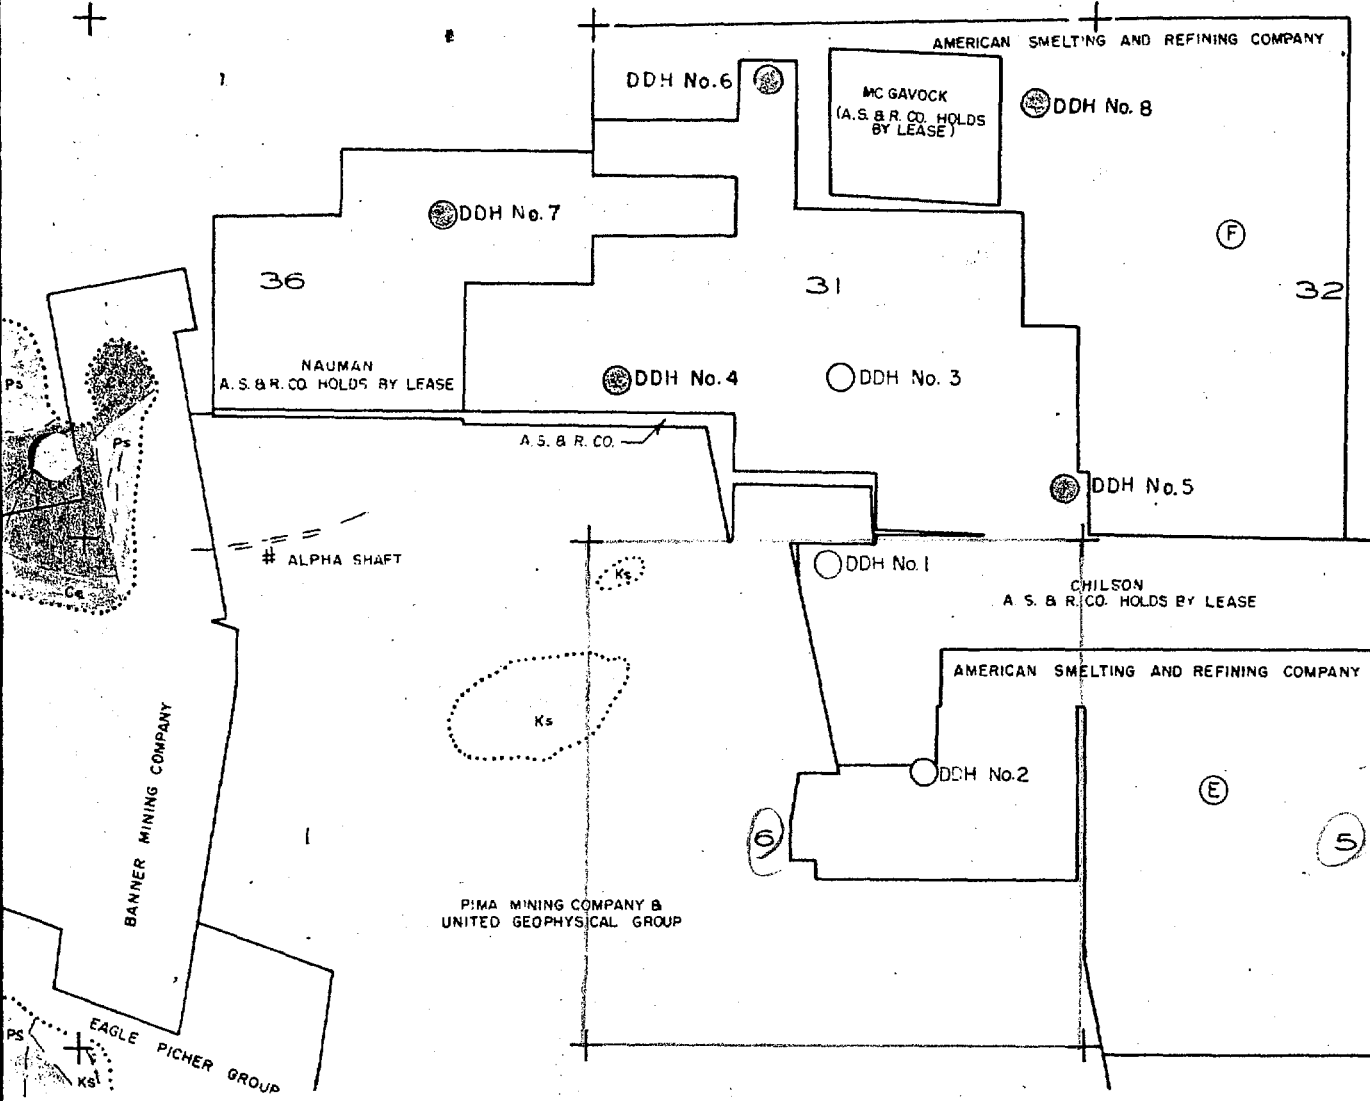 AMERICAN SMELTING AND REFINING COMPANY
DDH No. 6
MC GAVOCK
(A.S. & R. CO. HOLDS
BY LEASE)
DDH No. 8
DDH No. 7
F
36
31
32
NAUMAN
A. S. & R. CO. HOLDS BY LEASE
DDH No. 4
DDH No. 3
Ps
Ps
A. S. & R. CO.
DDH No. 5
# ALPHA SHAFT
DDH No. 1
Ks
CHILSON
A. S. & R. CO. HOLDS BY LEASE
AMERICAN SMELTING AND REFINING COMPANY
Ks
BANNER MINING COMPANY
DDH No. 2
E
6
5
PIMA MINING COMPANY &
UNITED GEOPHYSICAL GROUP
EAGLE PICHER GROUP
PS
Ks